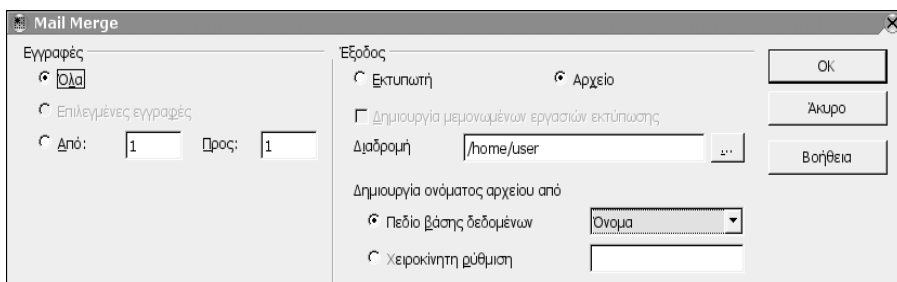 Mail Merge
Εγγραφές
Όλα
Επιλεγμένες εγγραφές
Από: 1 Προς: 1
Έξοδος
Εκτυπωτή Αρχείο
Δημιουργία μεμονωμένων εργασιών εκτύπωσης
Διαδρομή /home/user ...
Δημιουργία ονόματος αρχείου από
Πεδίο βάσης δεδομένων Όνομα
Χειροκίνητη ρύθμιση
OK
Άκυρο
Βοήθεια